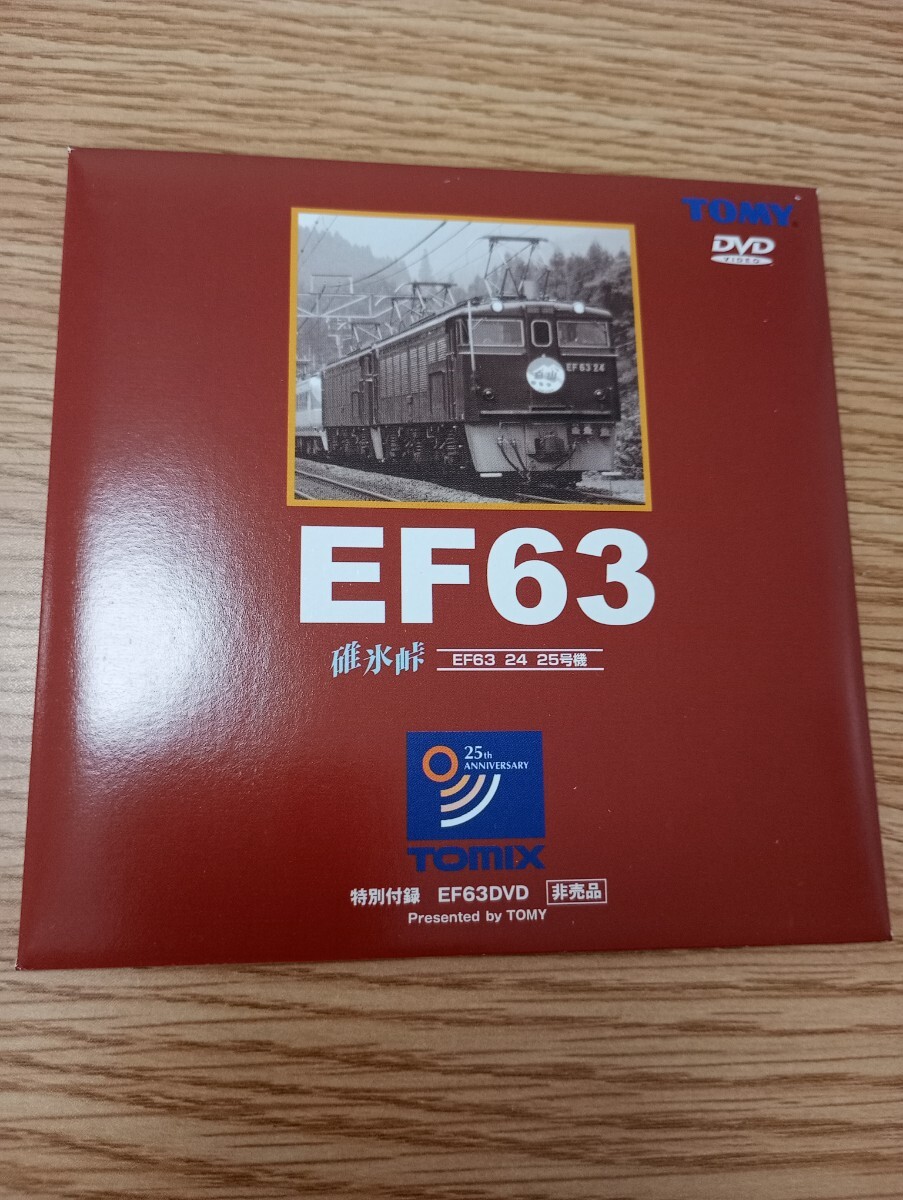 TOMY
DVD
VIDEO
EF63 24
EF63
碓氷峠 EF63 24 25号機
25th
ANNIVERSARY
TOMIX
特別付録 EF63DVD 非売品
Presented by TOMY